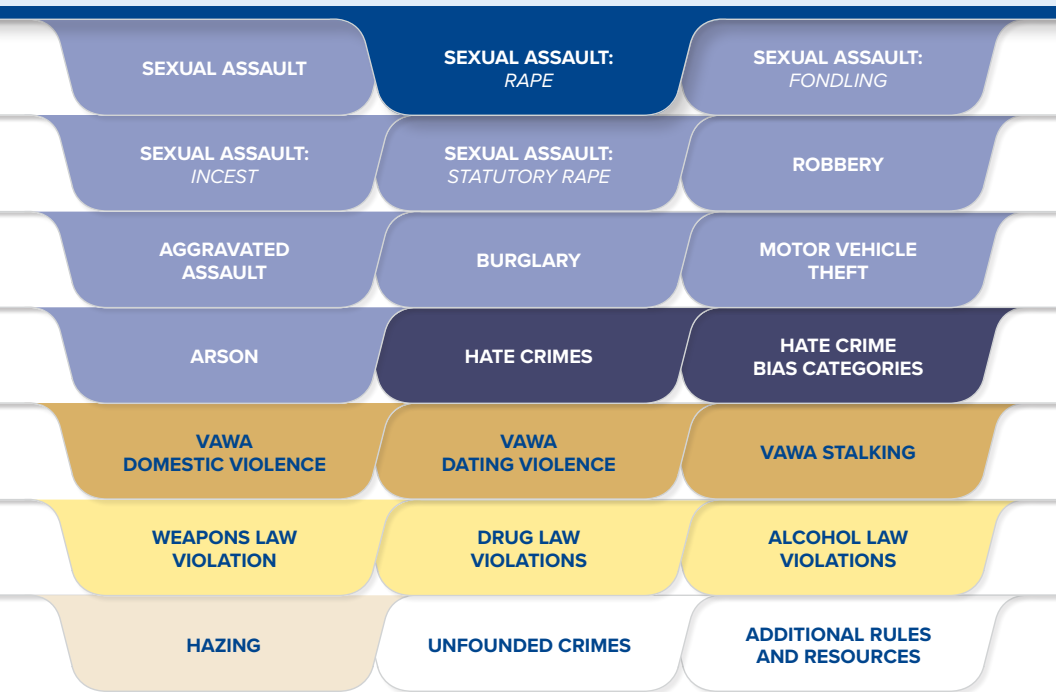 SEXUAL ASSAULT
SEXUAL ASSAULT:
RAPE
SEXUAL ASSAULT:
FONDLING
SEXUAL ASSAULT:
INCEST
SEXUAL ASSAULT:
STATUTORY RAPE
ROBBERY
AGGRAVATED
ASSAULT
BURGLARY
MOTOR VEHICLE
THEFT
ARSON
HATE CRIMES
HATE CRIME
BIAS CATEGORIES
VAWA
DOMESTIC VIOLENCE
VAWA
DATING VIOLENCE
VAWA STALKING
WEAPONS LAW
VIOLATION
DRUG LAW
VIOLATIONS
ALCOHOL LAW
VIOLATIONS
HAZING
UNFOUNDED CRIMES
ADDITIONAL RULES
AND RESOURCES